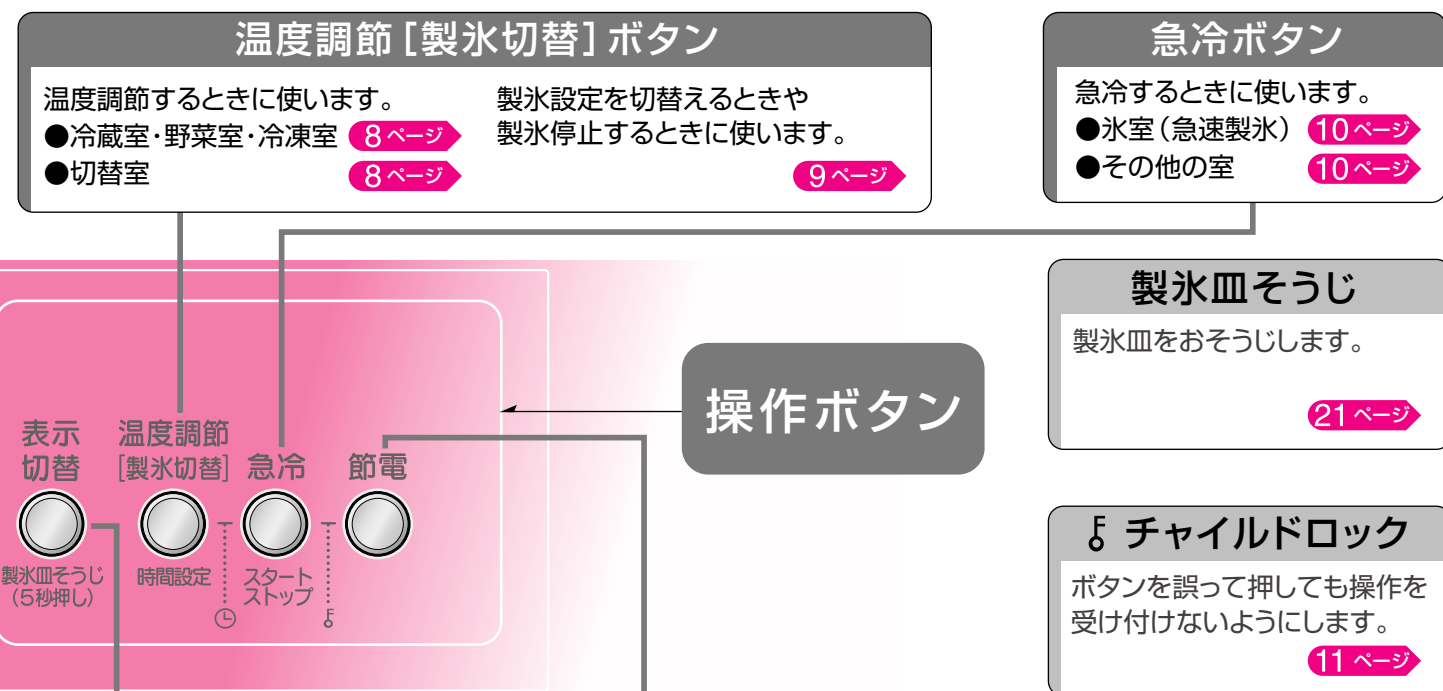 温度調節[製氷切替]ボタン
温度調節するときに使います。
●冷蔵室・野菜室・冷凍室 8ページ
●切替室 8ページ
製氷設定を切替えるときや
製氷停止するときに使います。
9ページ
急冷ボタン
急冷するときに使います。
●氷室(急速製氷) 10ページ
●その他の室 10ページ
製氷皿そうじ
製氷皿をおそうじします。
21ページ
操作ボタン
表示
切替
温度調節
[製氷切替]
急冷
節電
製氷皿そうじ
(5秒押し)
時間設定
スタート
ストップ
チャイルドロック
ボタンを誤って押しても操作を
受け付けないようにします。
11ページ